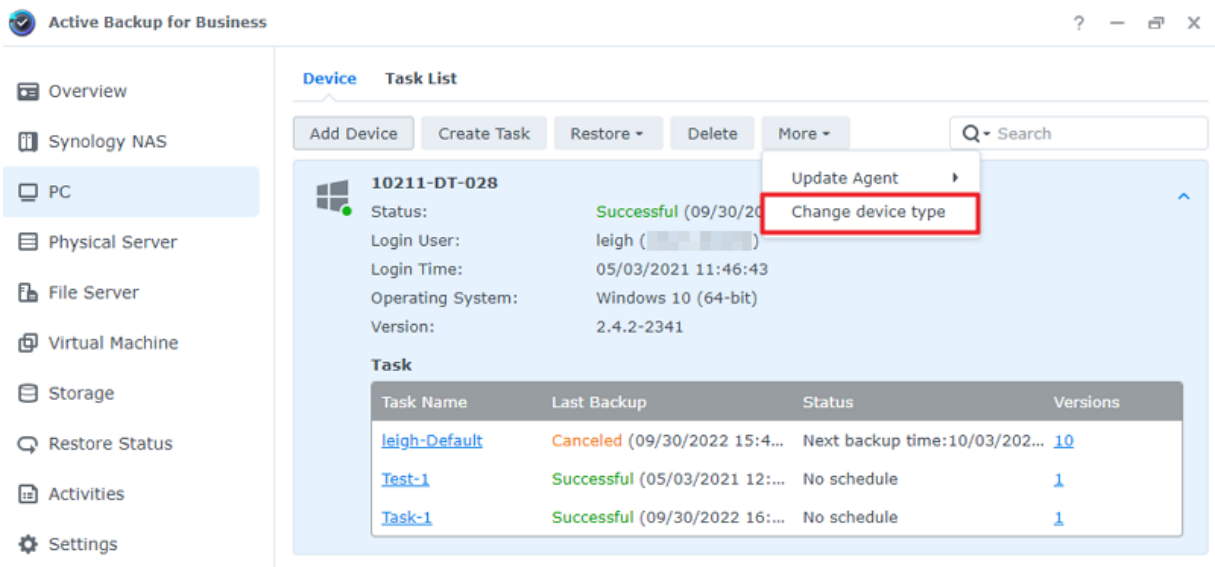 Active Backup for Business
?
Overview
Synology NAS
PC
Physical Server
File Server
Virtual Machine
Storage
Restore Status
Activities
Settings
Device Task List
Add Device Create Task Restore Delete More Search
Update Agent
Change device type
10211-DT-028
Status: Successful (09/30/20
Login User: leigh ( )
Login Time: 05/03/2021 11:46:43
Operating System: Windows 10 (64-bit)
Version: 2.4.2-2341
Task
Task Name Last Backup Status Versions
leigh-Default Canceled (09/30/2022 15:4... Next backup time:10/03/202... 10
Test-1 Successful (05/03/2021 12:... No schedule 1
Task-1 Successful (09/30/2022 16:... No schedule 1